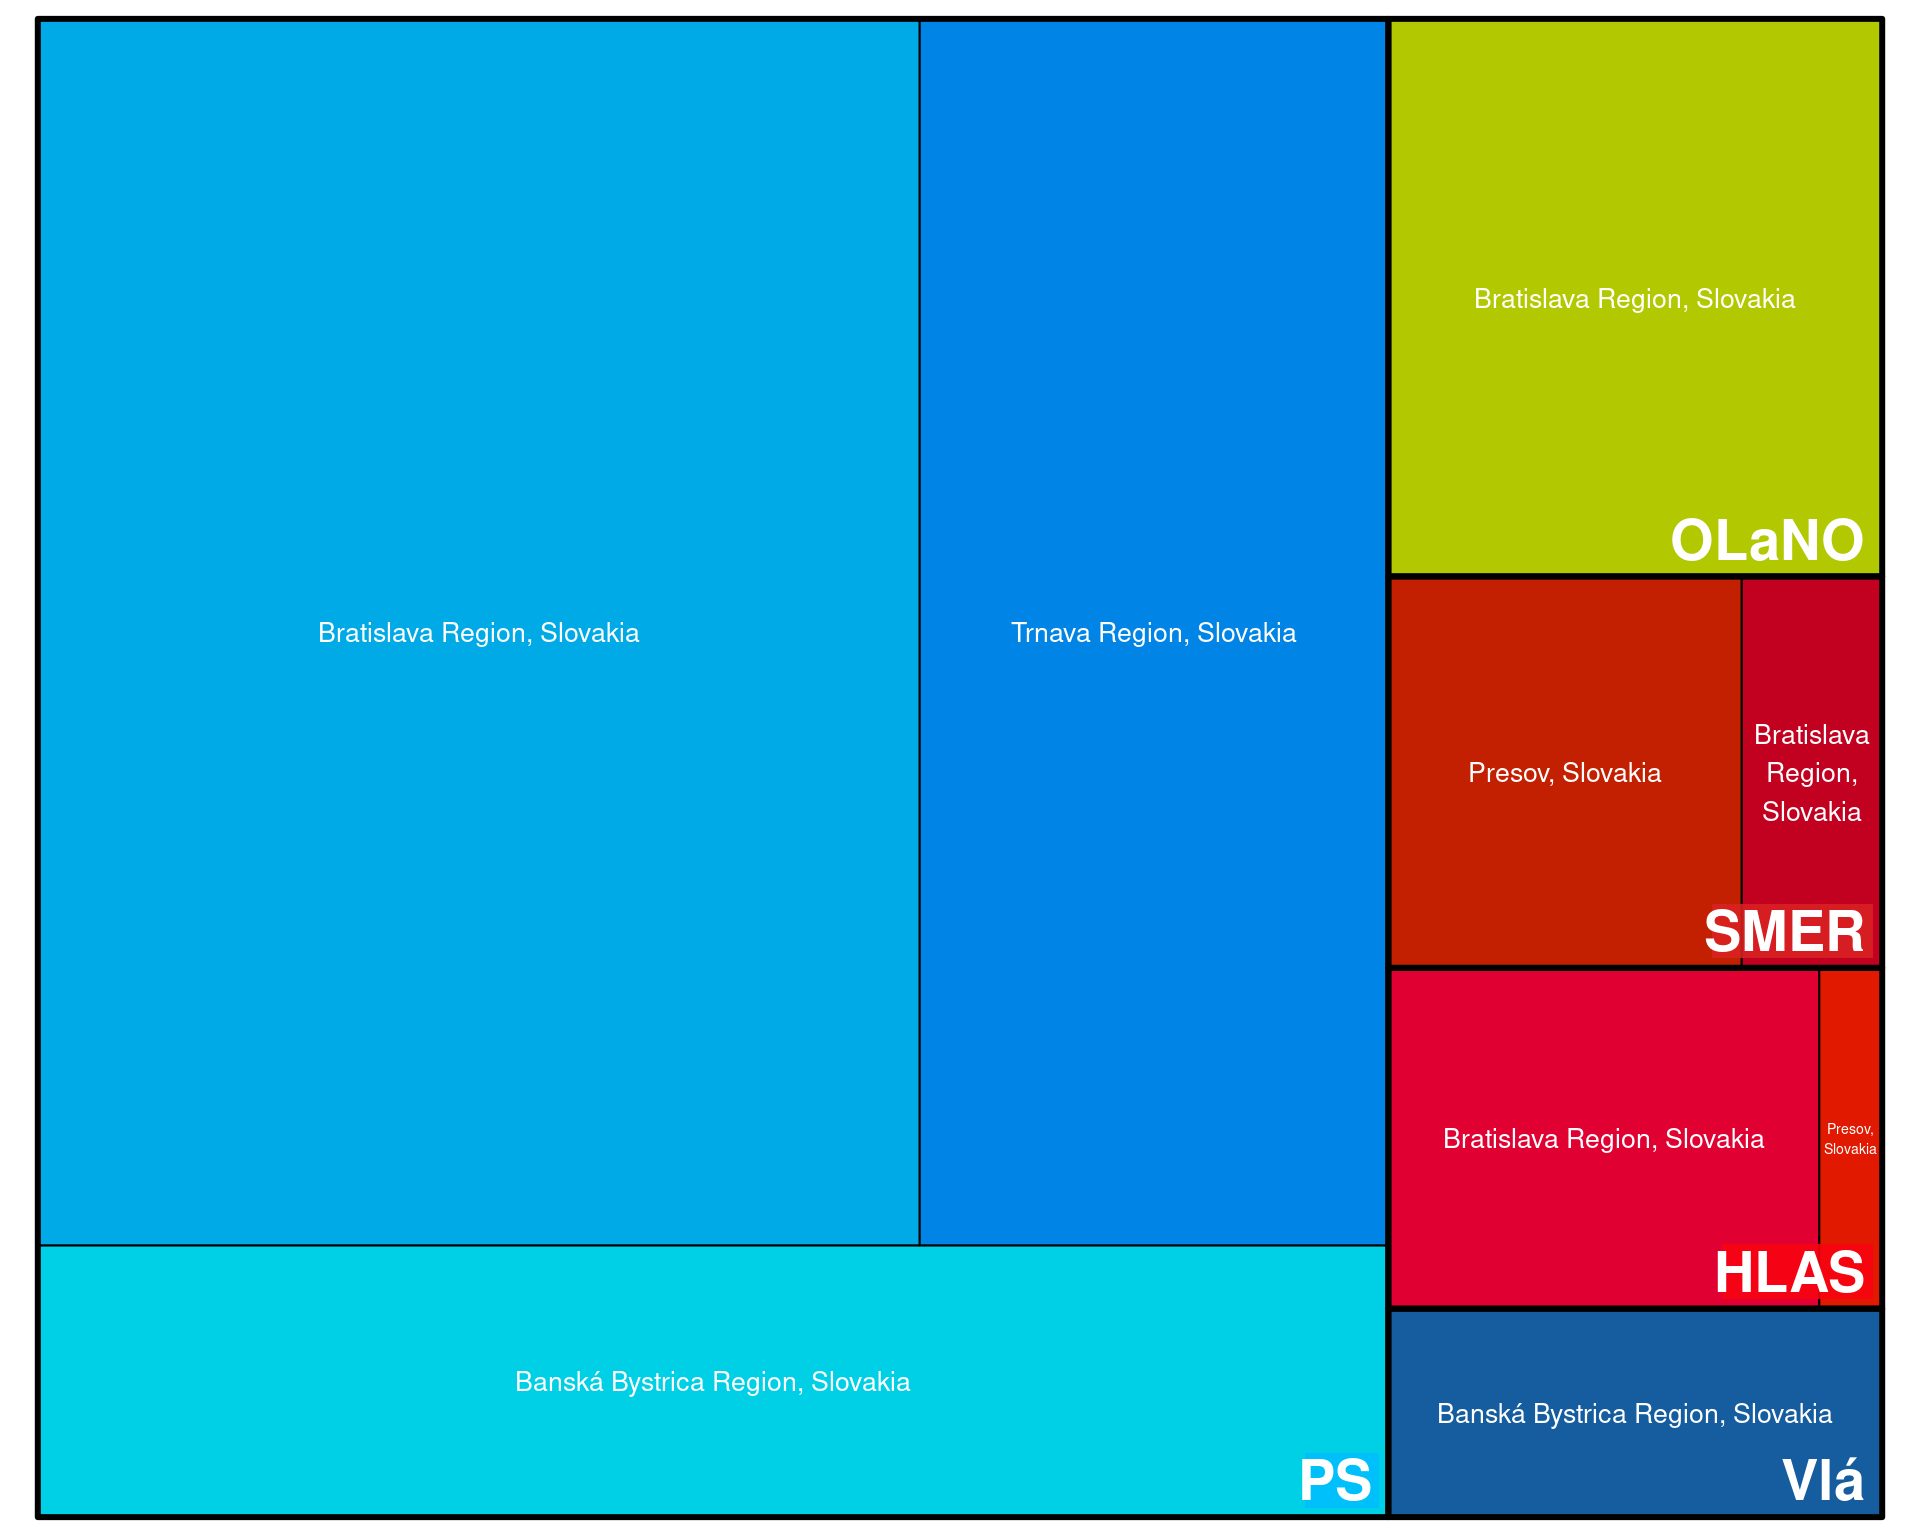 Bratislava Region, Slovakia
Trnava Region, Slovakia
Banská Bystrica Region, Slovakia
PS
Bratislava Region, Slovakia
OLaNO
Presov, Slovakia
Bratislava
Region,
Slovakia
SMER
Bratislava Region, Slovakia
Presov,
Slovakia
HLAS
Banská Bystrica Region, Slovakia
Vlá